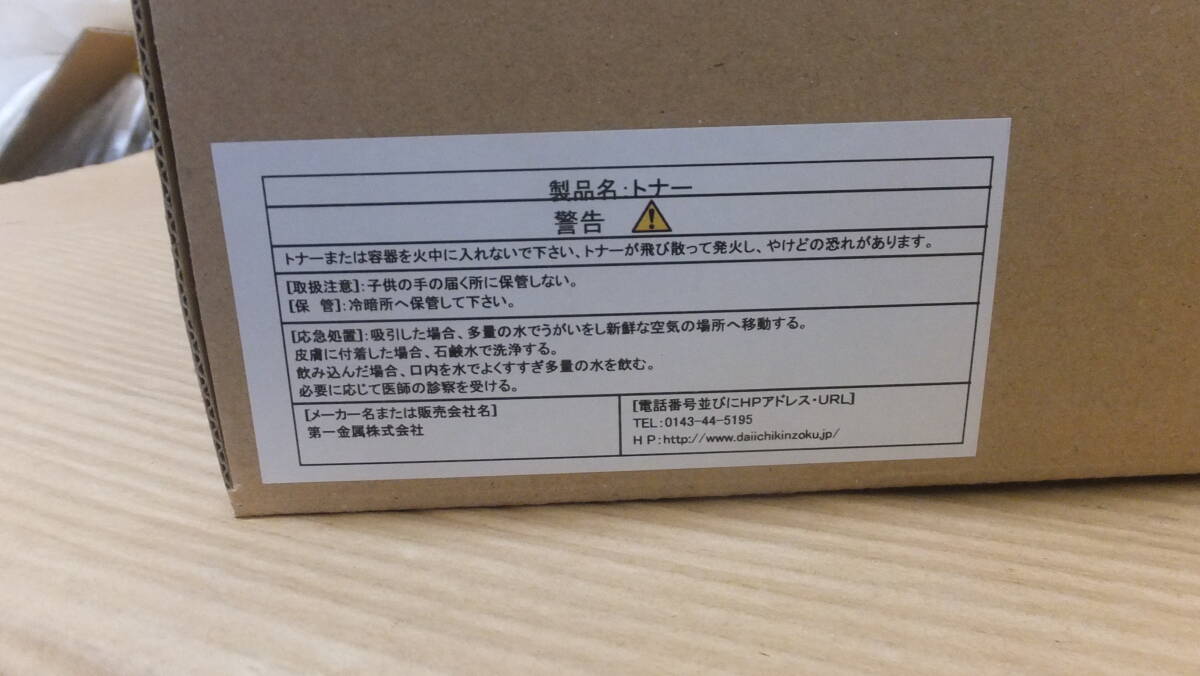 製品名:トナー
警告
トナーまたは容器を火中に入れないで下さい、トナーが飛び散って発火し、やけどの恐れがあります。
[取扱注意]:子供の手の届く所に保管しない。
[保 管]:冷暗所へ保管して下さい。
[応急処置]:吸引した場合、多量の水でうがいをし新鮮な空気の場所へ移動する。
皮膚に付着した場合、石鹸水で洗浄する。
飲み込んだ場合、口内を水でよくすすぎ多量の水を飲む。
必要に応じて医師の診察を受ける。
[メーカー名または販売会社名]
第一金属株式会社
[電話番号並びにHPアドレス・URL]
TEL:0143-44-5195
HP:http://www.daiichikinzoku.jp/